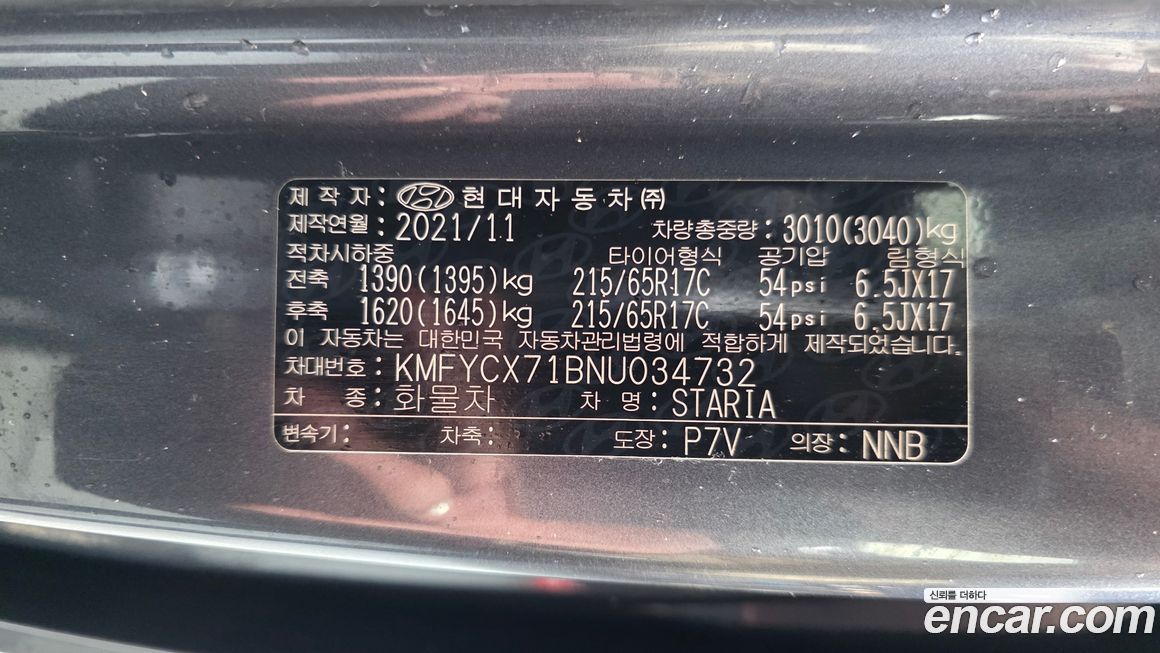 제 작 자 : 현대자동차㈜
제작연월 : 2021/11 차량총중량 : 3010(3040)kg
적차시하중 타이어형식 공기압 림형식
전축 1390(1395)kg 215/65R17C 54psi 6.5JX17
후축 1620(1645)kg 215/65R17C 54psi 6.5JX17
이 자동차는 대한민국 자동차관리법령에 적합하게 제작되었습니다.
차대번호 : KMFYCX71BNU034732
차 종 : 화물차 차 명 : STARIA
변속기 : 차축 : 도장 : P7V 의장 : NNB
신뢰를 더하다
encar.com